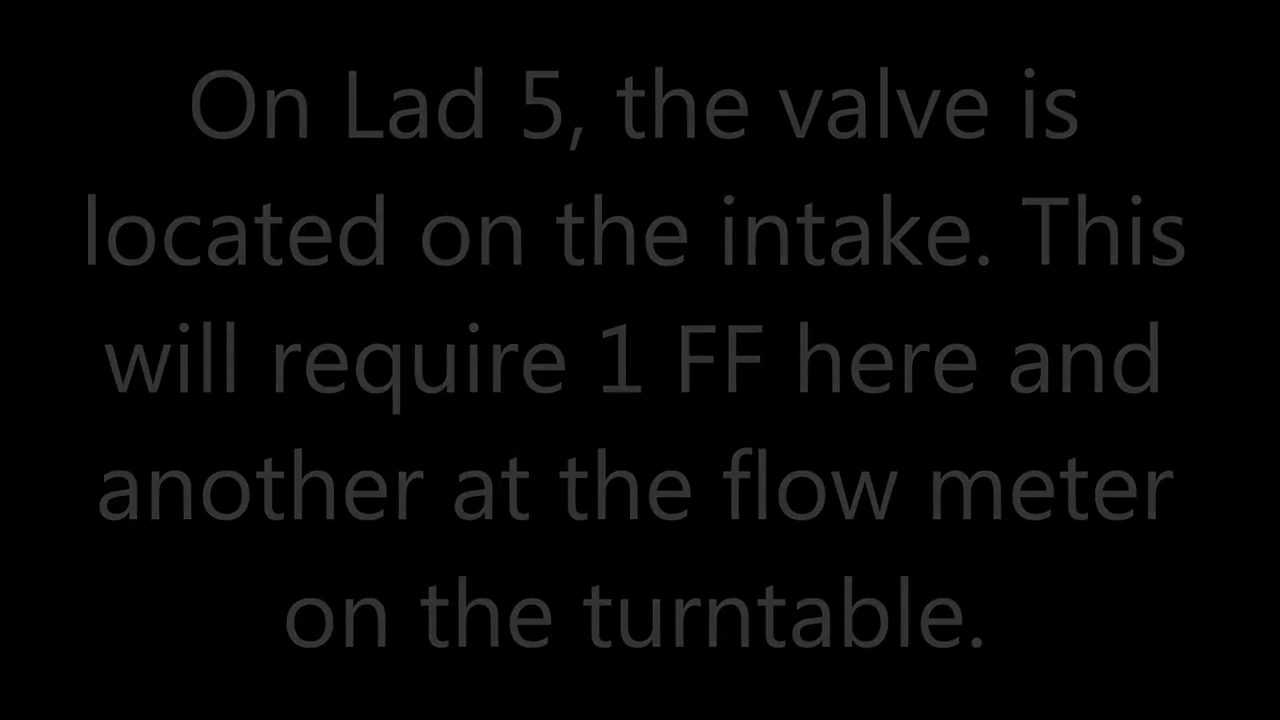 On Lad 5, the valve is
located on the intake. This
will require 1 FF here and
another at the flow meter
on the turntable.